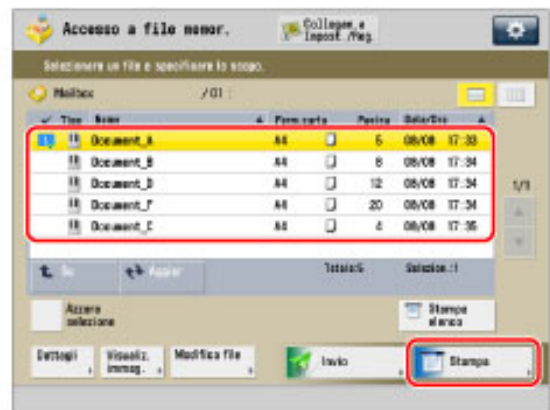 Accesso a file memor.
Collegam. a
Impost. /Reg.
Selezionare un file e specificare lo scopo.
Mailbox /01 :
Tipo Nome Form.carta Pagina Data/Ora
1 Document_A A4 6 08/08 17:33
Document_B A4 8 08/08 17:34
Document_D A4 12 08/08 17:34
Document_F A4 20 08/08 17:34
Document_C A4 4 08/08 17:35
1/1
Su Aggior Totale:5 Selezion.:1
Azzera
selezione
Stampa
elenco
Dettagli
Visualiz.
immag.
Modifica file
Invio
Stampa